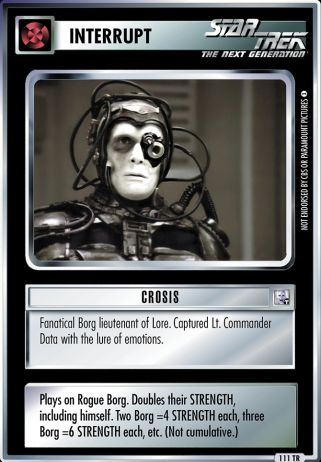 INTERRUPT
STAR TREK
THE NEXT GENERATION
NOT ENDORSED BY CBS OR PARAMOUNT PICTURES
CROSIS
Fanatical Borg lieutenant of Lore. Captured Lt. Commander
Data with the lure of emotions.
Plays on Rogue Borg. Doubles their STRENGTH,
including himself. Two Borg =4 STRENGTH each, three
Borg =6 STRENGTH each, etc. (Not cumulative.)
111 TR